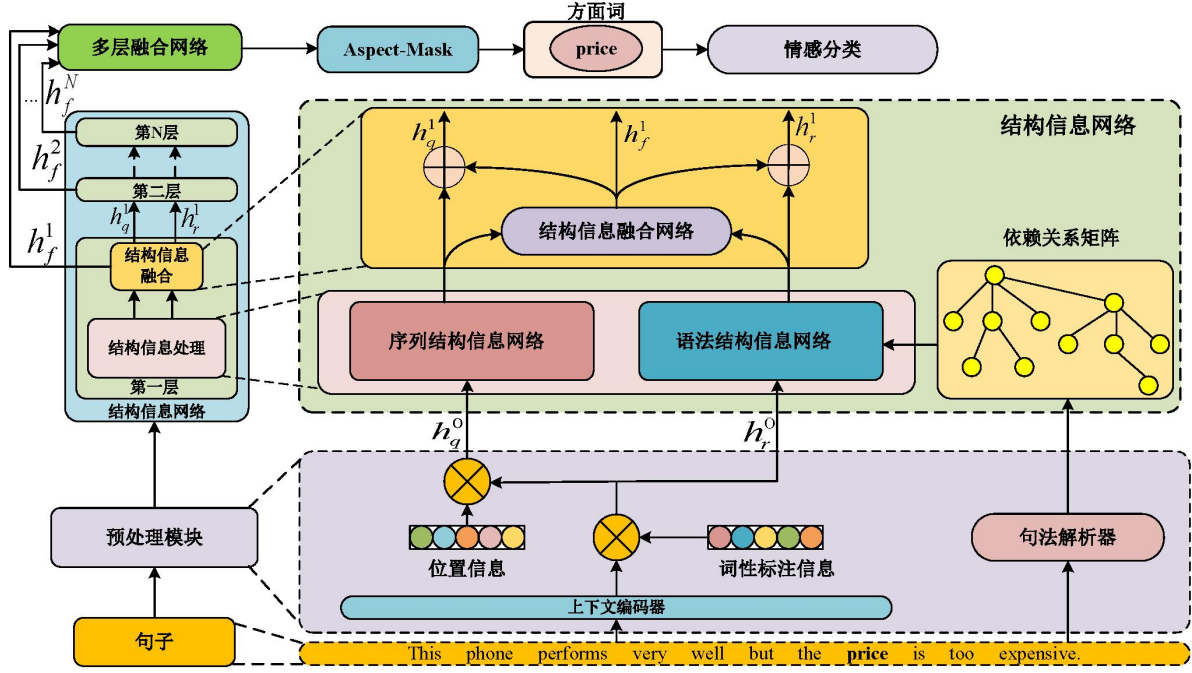 方面词
多层融合网络
Aspect-Mask
price
情感分类
... h_f^N
第N层
h_f^2
第二层
h_q^1 h_r^1
h_f^1
结构信息
融合
结构信息处理
第一层
结构信息网络
h_q^1 h_f^1 h_r^1
结构信息网络
结构信息融合网络
依赖关系矩阵
序列结构信息网络
语法结构信息网络
h_q^0 h_r^0
预处理模块
位置信息
词性标注信息
句法解析器
上下文编码器
句子
This phone performs very well but the price is too expensive.